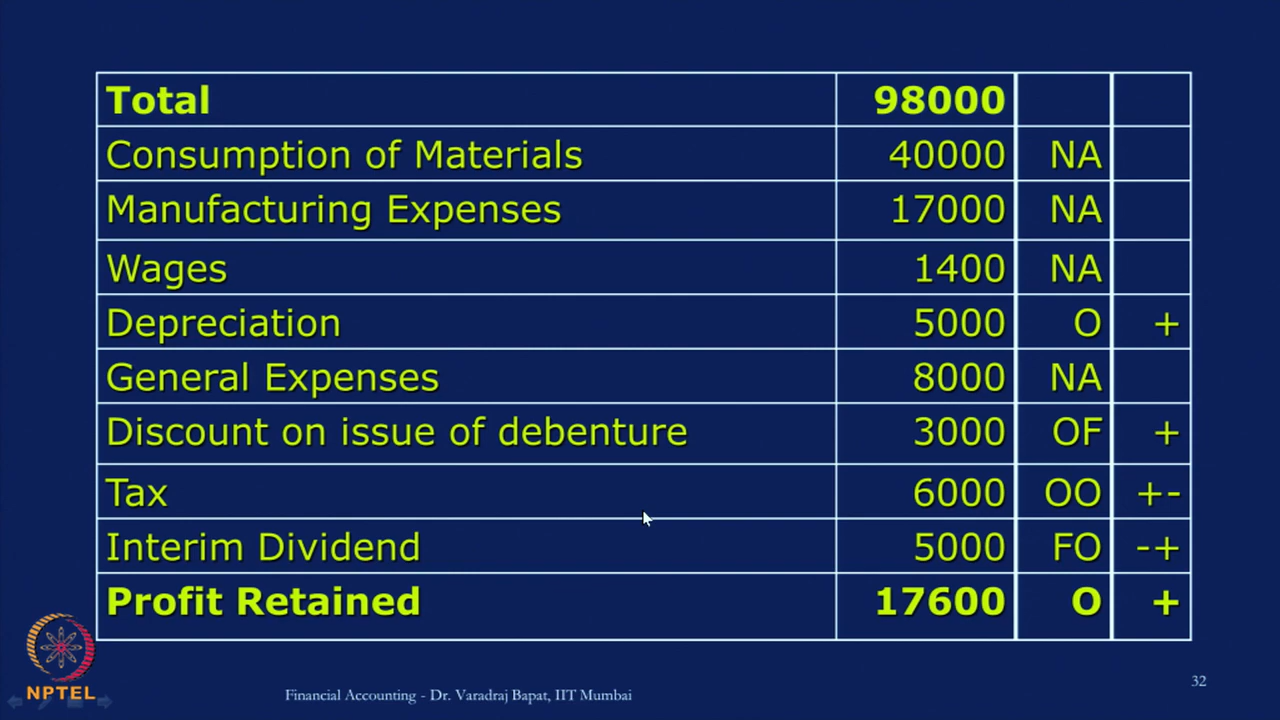 Total 98000
Consumption of Materials 40000 NA
Manufacturing Expenses 17000 NA
Wages 1400 NA
Depreciation 5000 O +
General Expenses 8000 NA
Discount on issue of debenture 3000 OF +
Tax 6000 OO +-
Interim Dividend 5000 FO -+
Profit Retained 17600 O +
NPTEL
Financial Accounting - Dr. Varadraj Bapat, IIT Mumbai
32